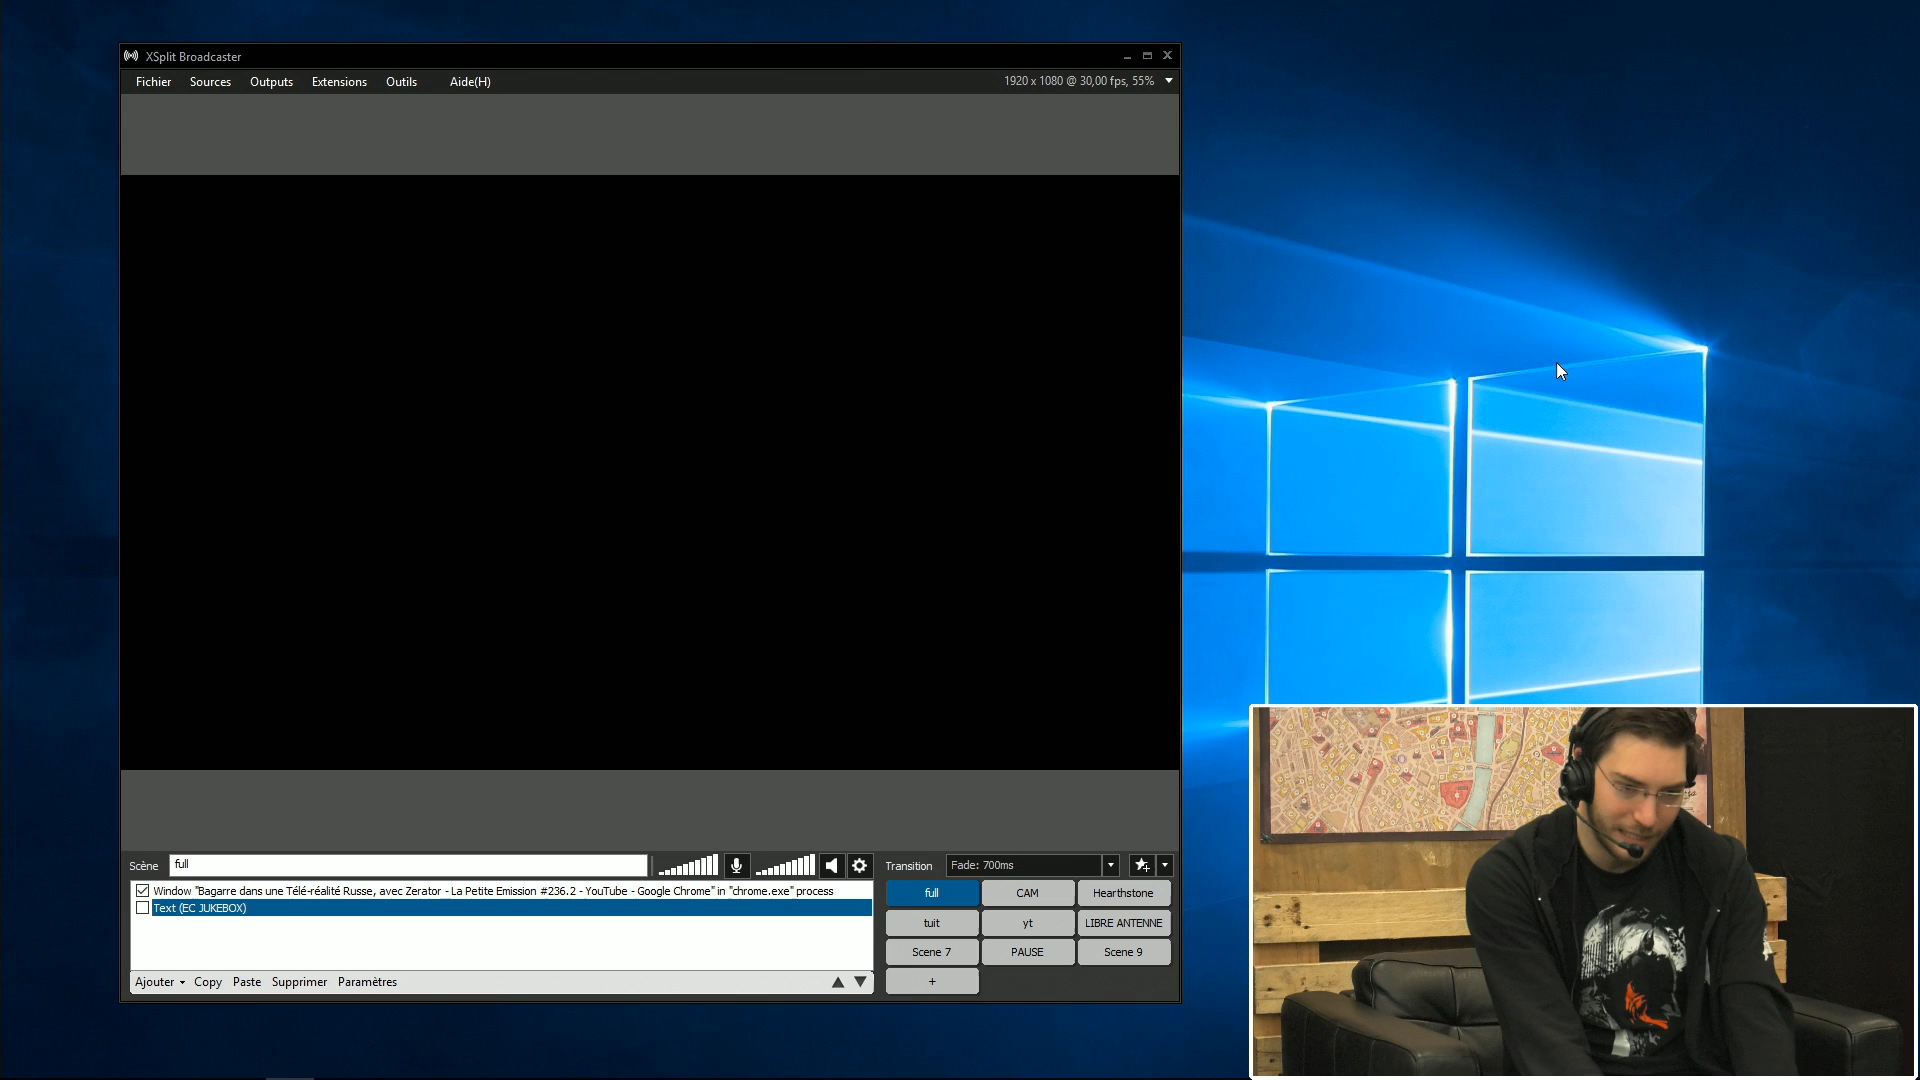 XSplit Broadcaster
Fichier Sources Outputs Extensions Outils Aide(H) 1920 x 1080 @ 30,00 fps, 55%
Scène full Transition Fade: 700ms
Window "Bagarre dans une Télé-réalité Russe, avec Zerator - La Petite Emission #236.2 - YouTube - Google Chrome" in "chrome.exe" process
Text (EC JUKEBOX)
full CAM Hearthstone
tuit yt LIBRE ANTENNE
Scene 7 PAUSE Scene 9
+
Ajouter Copy Paste Supprimer Paramètres